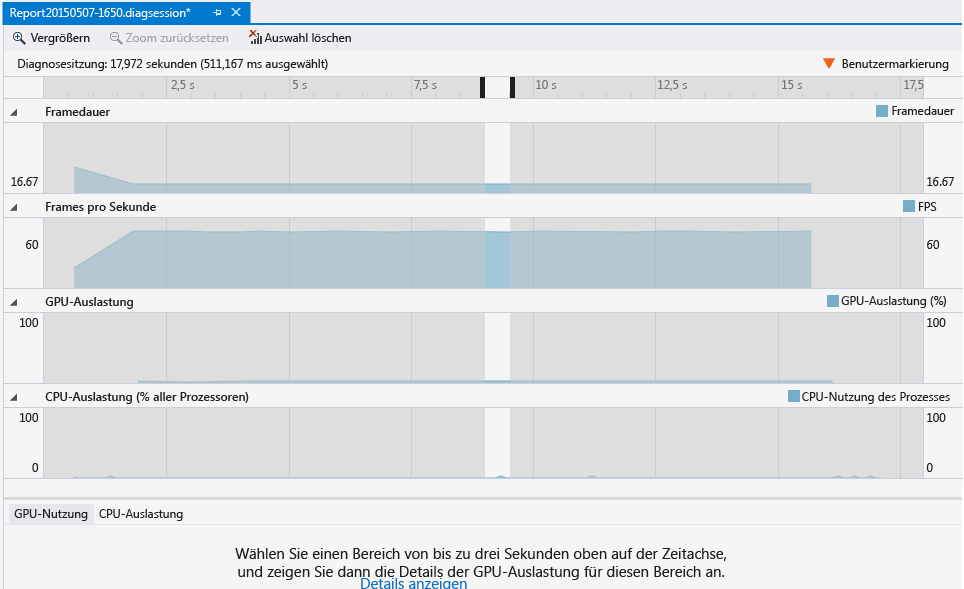 Report20150507-1650.diagsession*
Vergrößern Zoom zurücksetzen Auswahl löschen
Diagnosesitzung: 17,972 sekunden (511,167 ms ausgewählt) Benutzermarkierung
2,5 s 5 s 7,5 s 10 s 12,5 s 15 s 17,5
Framedauer Framedauer
16.67 16.67
Frames pro Sekunde FPS
60 60
GPU-Auslastung GPU-Auslastung (%)
100 100
CPU-Auslastung (% aller Prozessoren) CPU-Nutzung des Prozesses
100 100
0 0
GPU-Nutzung CPU-Auslastung
Wählen Sie einen Bereich von bis zu drei Sekunden oben auf der Zeitachse,
und zeigen Sie dann die Details der GPU-Auslastung für diesen Bereich an.
Details anzeigen